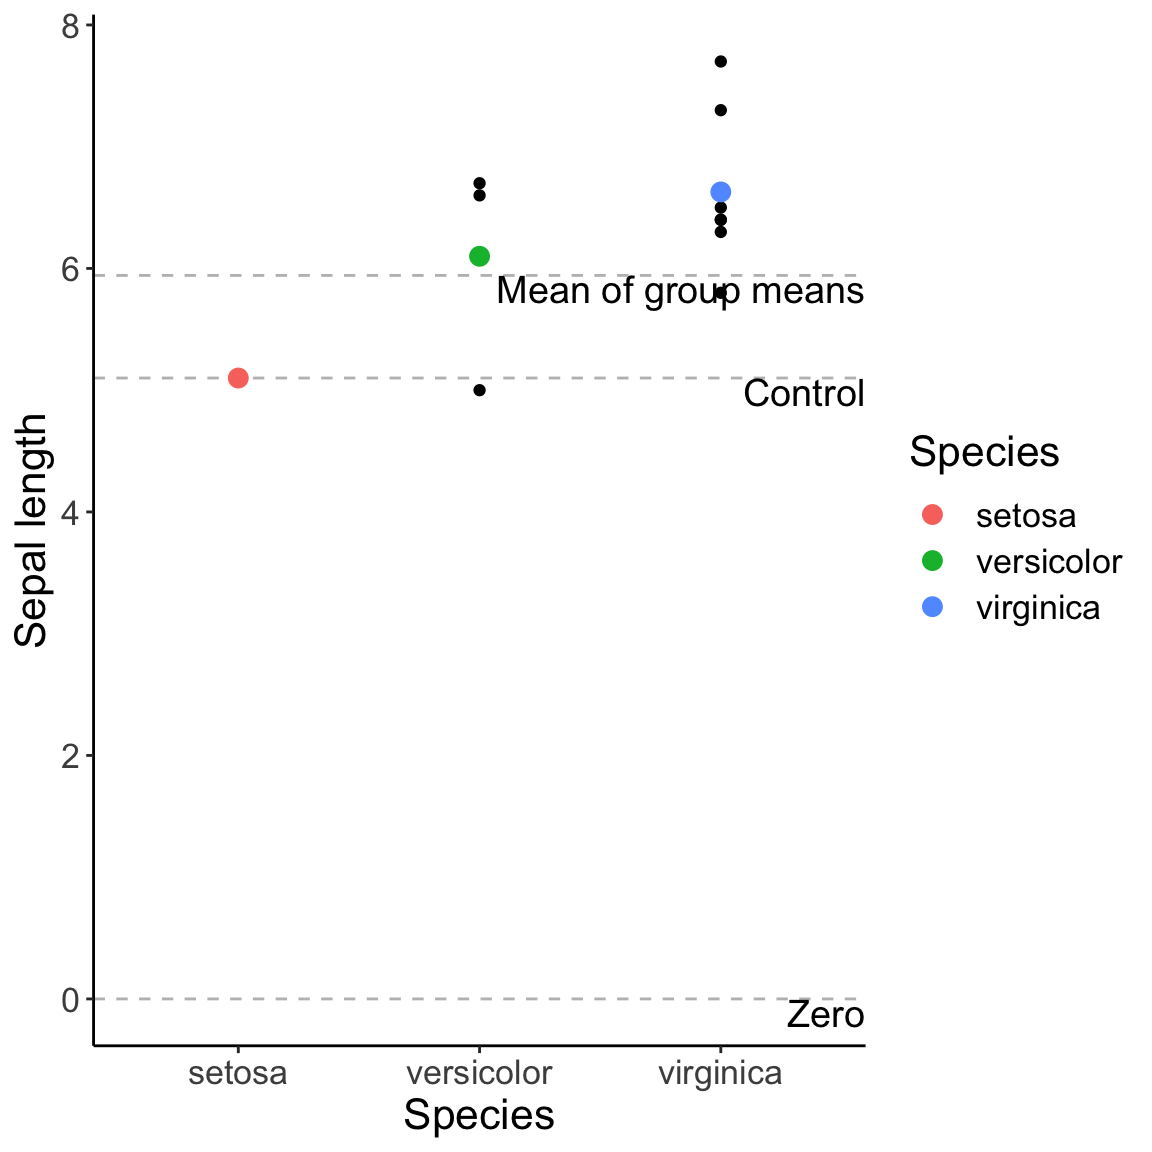 8
6
4
2
0
Sepal length
Mean of group means
Control
Zero
setosa
versicolor
virginica
Species
Species
setosa
versicolor
virginica